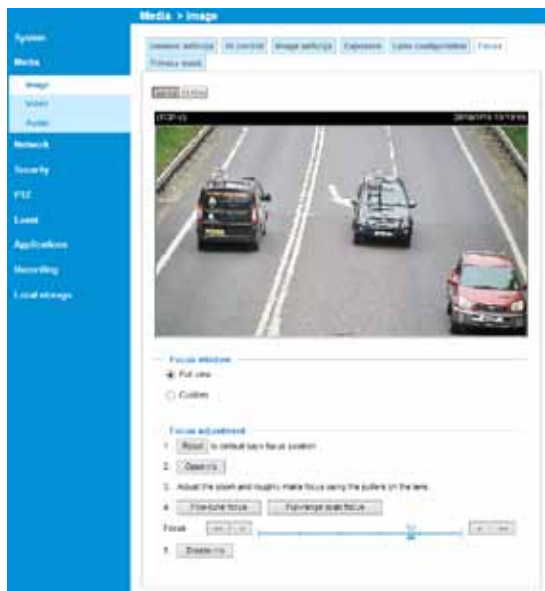 Media > Image
System
Media
Image
Video
Audio
Network
Security
PTZ
Event
Applications
Recording
Local storage
General settings IR control Image settings Exposure Lens configuration Focus
Privacy mask
Focus window
Full view
Custom
Focus adjustment
1. Reset to default back focus position
2. Open iris
3. Adjust the zoom and roughly make focus using the pullers on the lens.
4. Fine-tune focus Full-range scan focus
Focus << < > >>
5. Disable iris